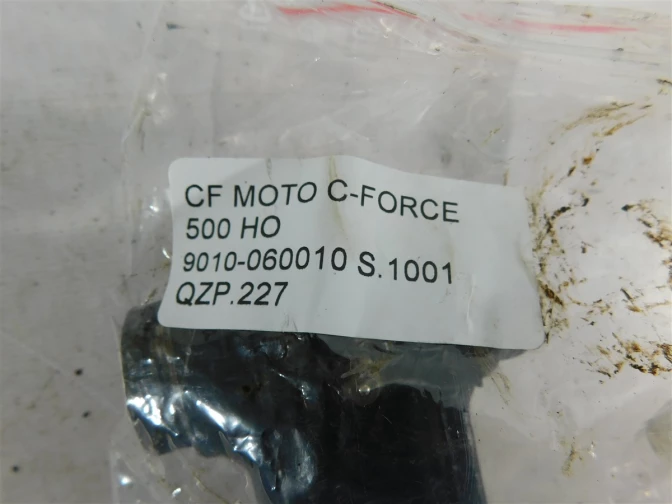 CF MOTO C-FORCE
500 HO
9010-060010 S.1001
QZP.227